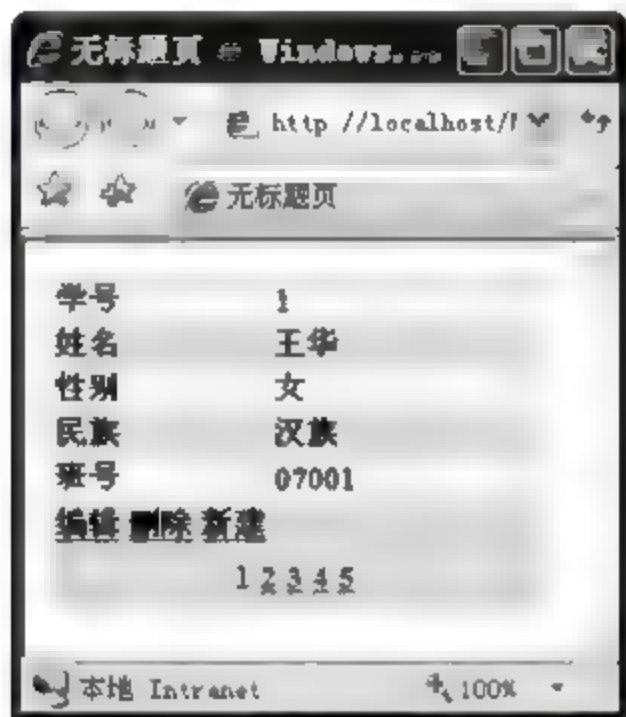 无标题页 - Windows...
http://localhost/
无标题页
学号 1
姓名 王华
性别 女
民族 汉族
班号 07001
编辑 删除 新建
1 2 3 4 5
本地 Intranet 100%